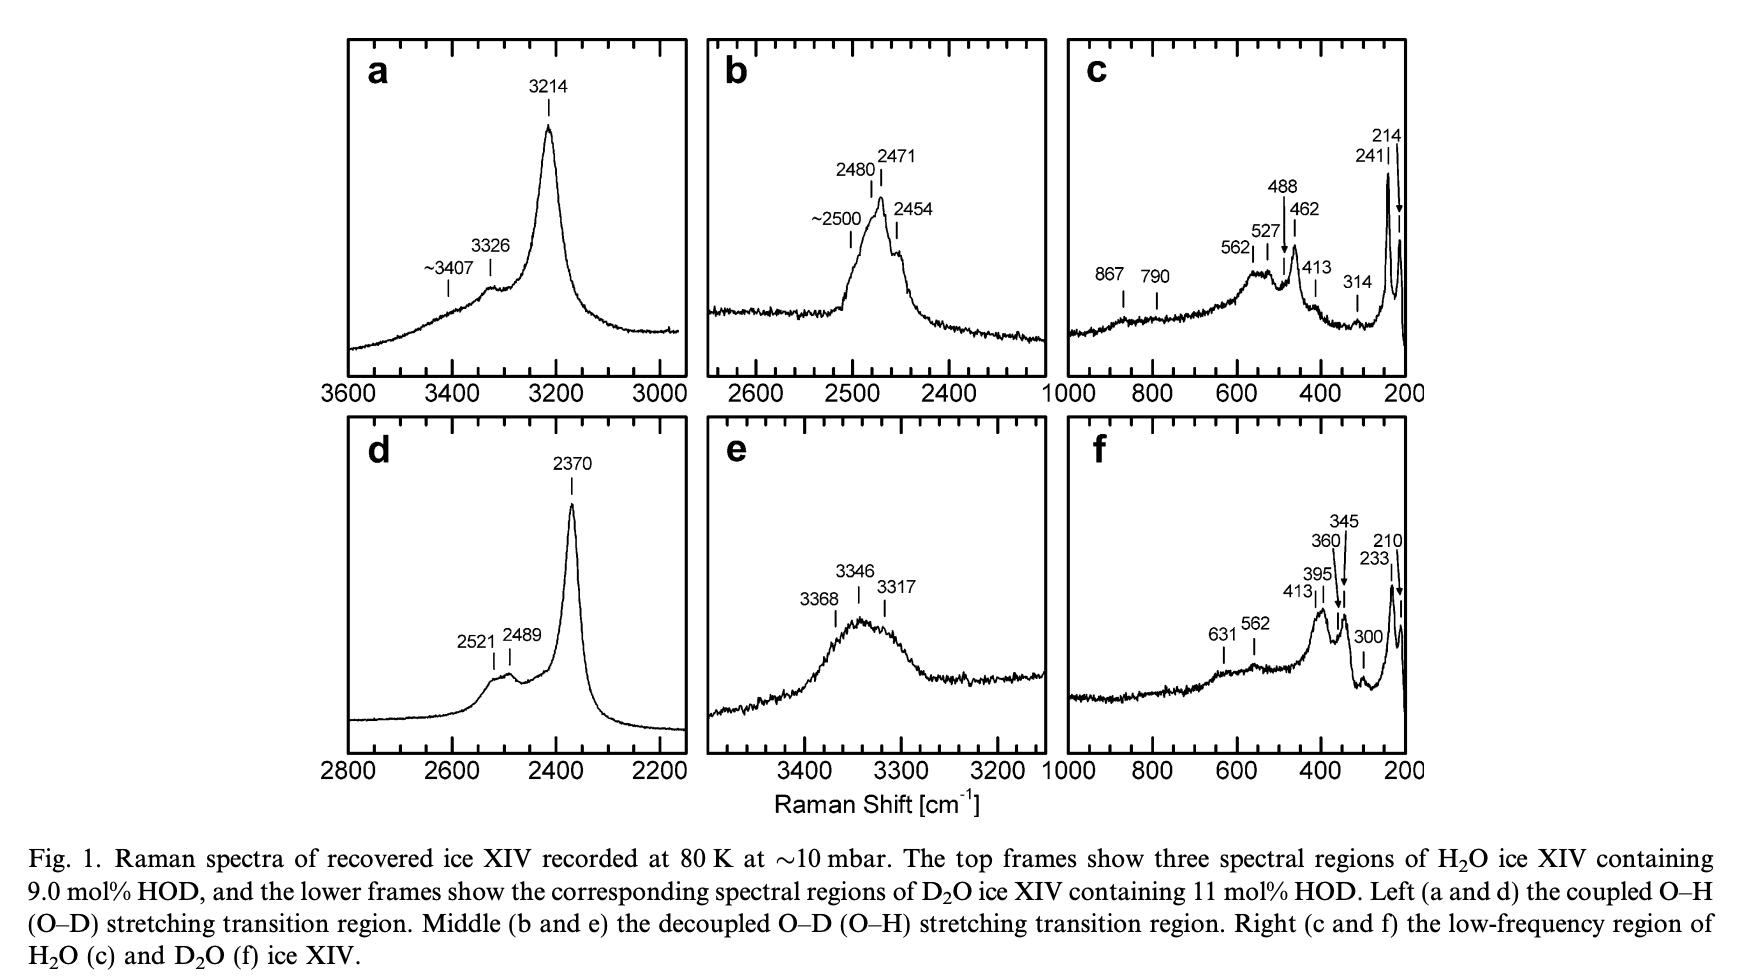 a
3214
3326
~3407
3600 3400 3200 3000
b
2471
2480
~2500
2454
2600 2500 2400
c
214
241
488
462
527
562
413
867 790
314
1000 800 600 400 200
d
2370
2521 2489
2800 2600 2400 2200
e
3346
3368
3317
3400 3300 3200
f
345
360 210
233
395
413
631 562
300
1000 800 600 400 200
Raman Shift [cm⁻¹]
Fig. 1. Raman spectra of recovered ice XIV recorded at 80 K at ~10 mbar. The top frames show three spectral regions of H₂O ice XIV containing
9.0 mol% HOD, and the lower frames show the corresponding spectral regions of D₂O ice XIV containing 11 mol% HOD. Left (a and d) the coupled O–H
(O–D) stretching transition region. Middle (b and e) the decoupled O–D (O–H) stretching transition region. Right (c and f) the low-frequency region of
H₂O (c) and D₂O (f) ice XIV.